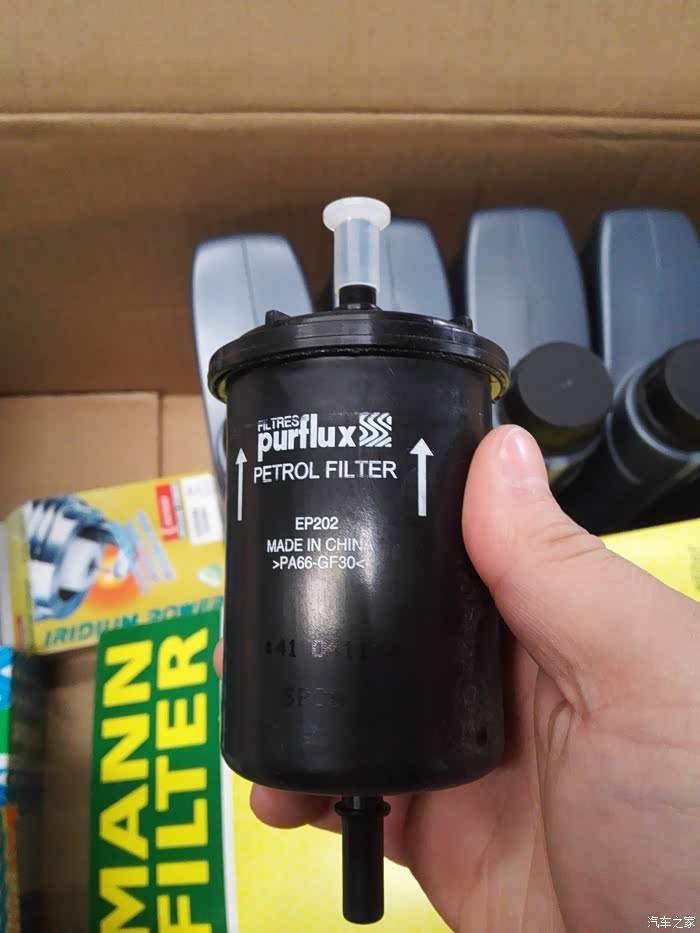 FILTRES
purflux
PETROL FILTER
EP202
MADE IN CHINA
>PA66-GF30<
IRIDIUM POWER
MANN
FILTER
汽车之家